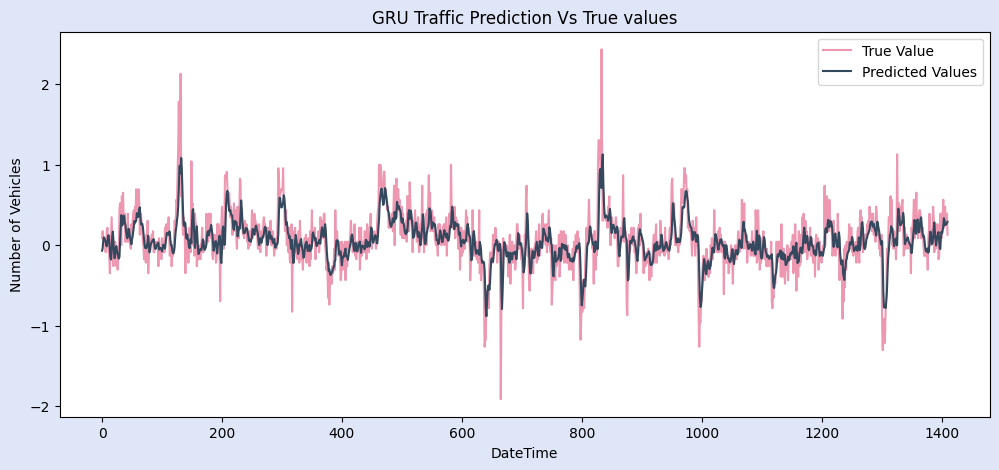 GRU Traffic Prediction Vs True values
True Value
Predicted Values
Number of Vehicles
2
1
0
−1
−2
0 200 400 600 800 1000 1200 1400
DateTime